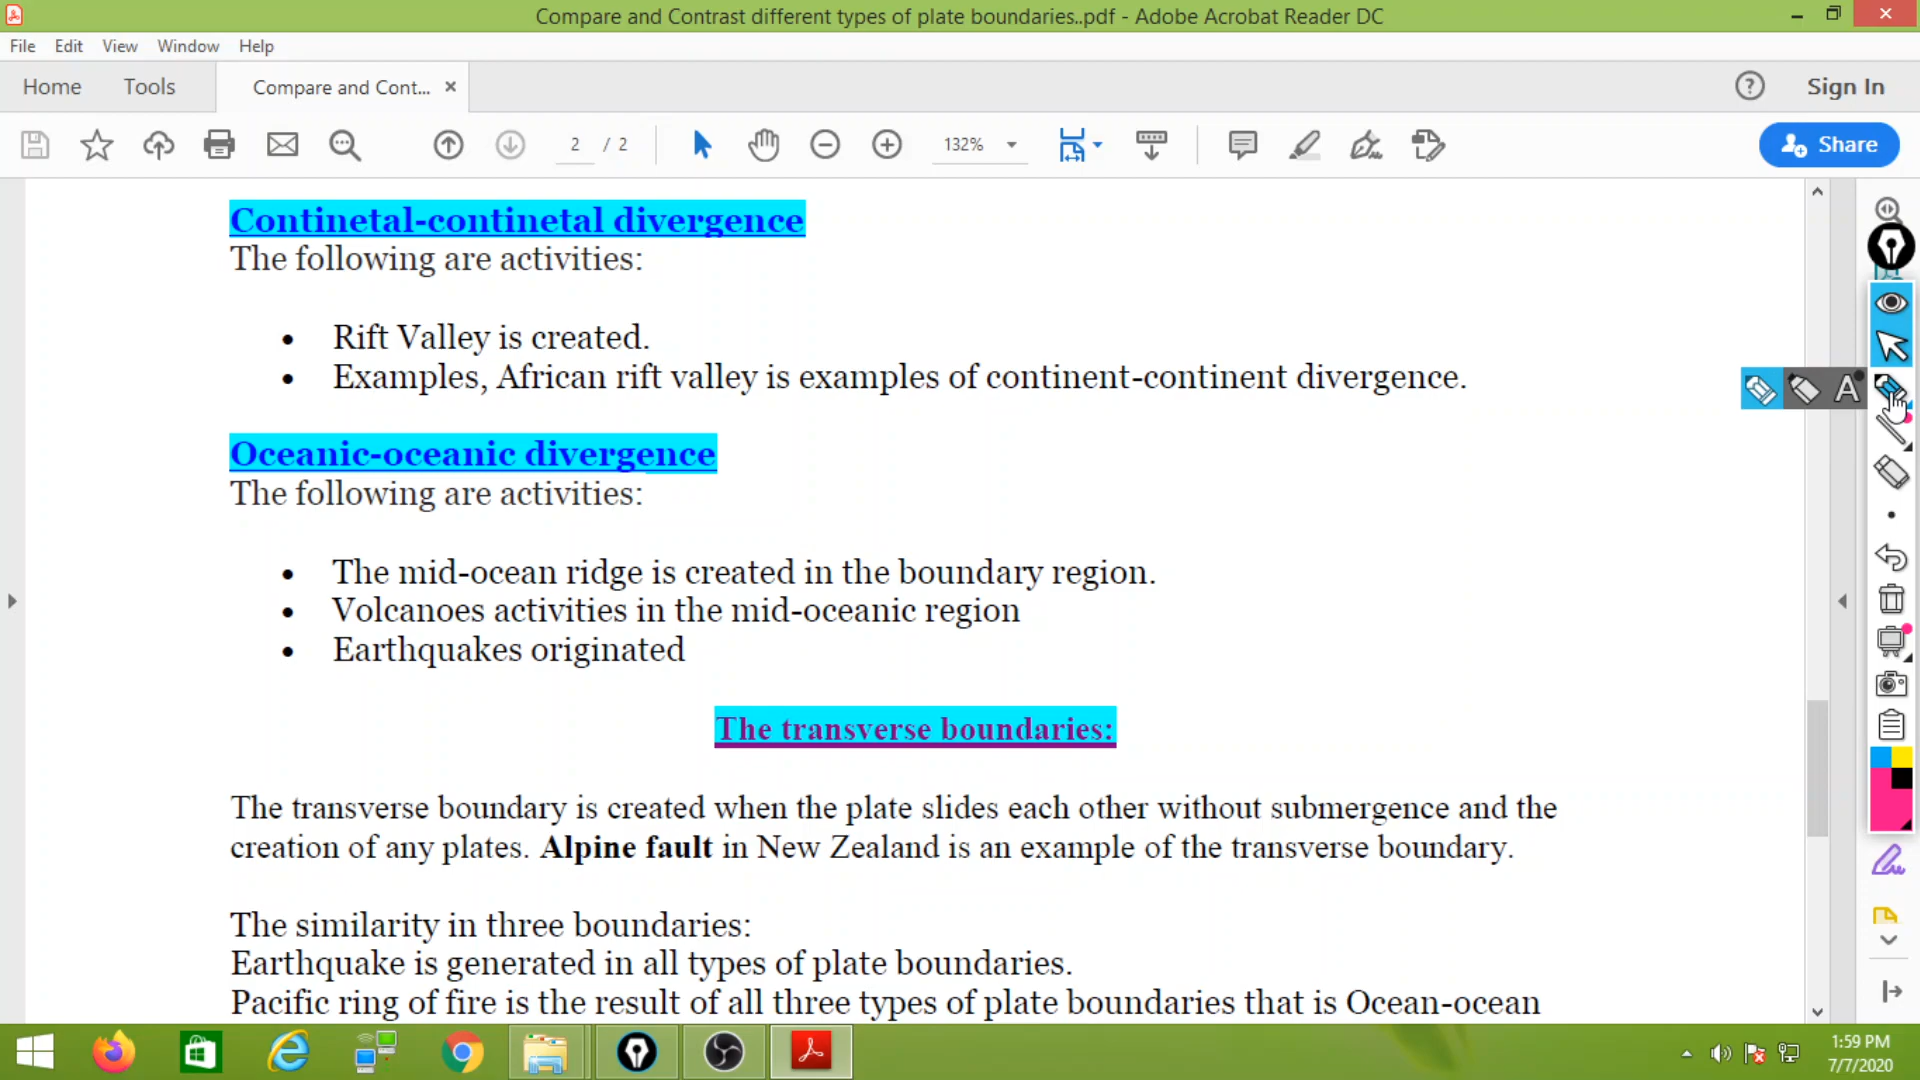 Compare and Contrast different types of plate boundaries..pdf - Adobe Acrobat Reader DC
File Edit View Window Help
Home Tools Compare and Cont... × Sign In
2 / 2 132% Share
Continetal-continetal divergence
The following are activities:
• Rift Valley is created.
• Examples, African rift valley is examples of continent-continent divergence.
A
Oceanic-oceanic divergence
The following are activities:
• The mid-ocean ridge is created in the boundary region.
• Volcanoes activities in the mid-oceanic region
• Earthquakes originated
The transverse boundaries:
The transverse boundary is created when the plate slides each other without submergence and the
creation of any plates. Alpine fault in New Zealand is an example of the transverse boundary.
The similarity in three boundaries:
Earthquake is generated in all types of plate boundaries.
Pacific ring of fire is the result of all three types of plate boundaries that is Ocean-ocean
1:59 PM
7/7/2020